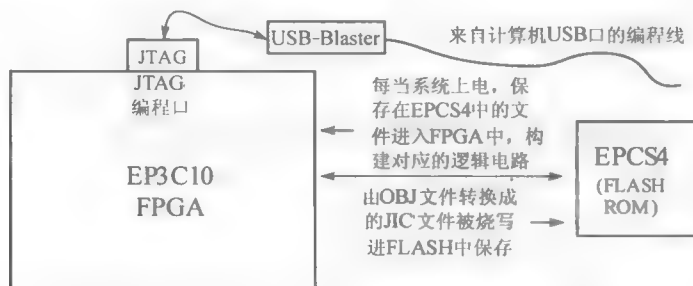 JTAG
USB-Blaster
来自计算机USB口的编程线
JTAG
编程口
EP3C10
FPGA
每当系统上电，保
存在EPCS4中的文
件进入FPGA中，构
建对应的逻辑电路
由OBJ文件转换成
的JIC文件被烧写
进FLASH中保存
EPCS4
(FLASH
ROM)